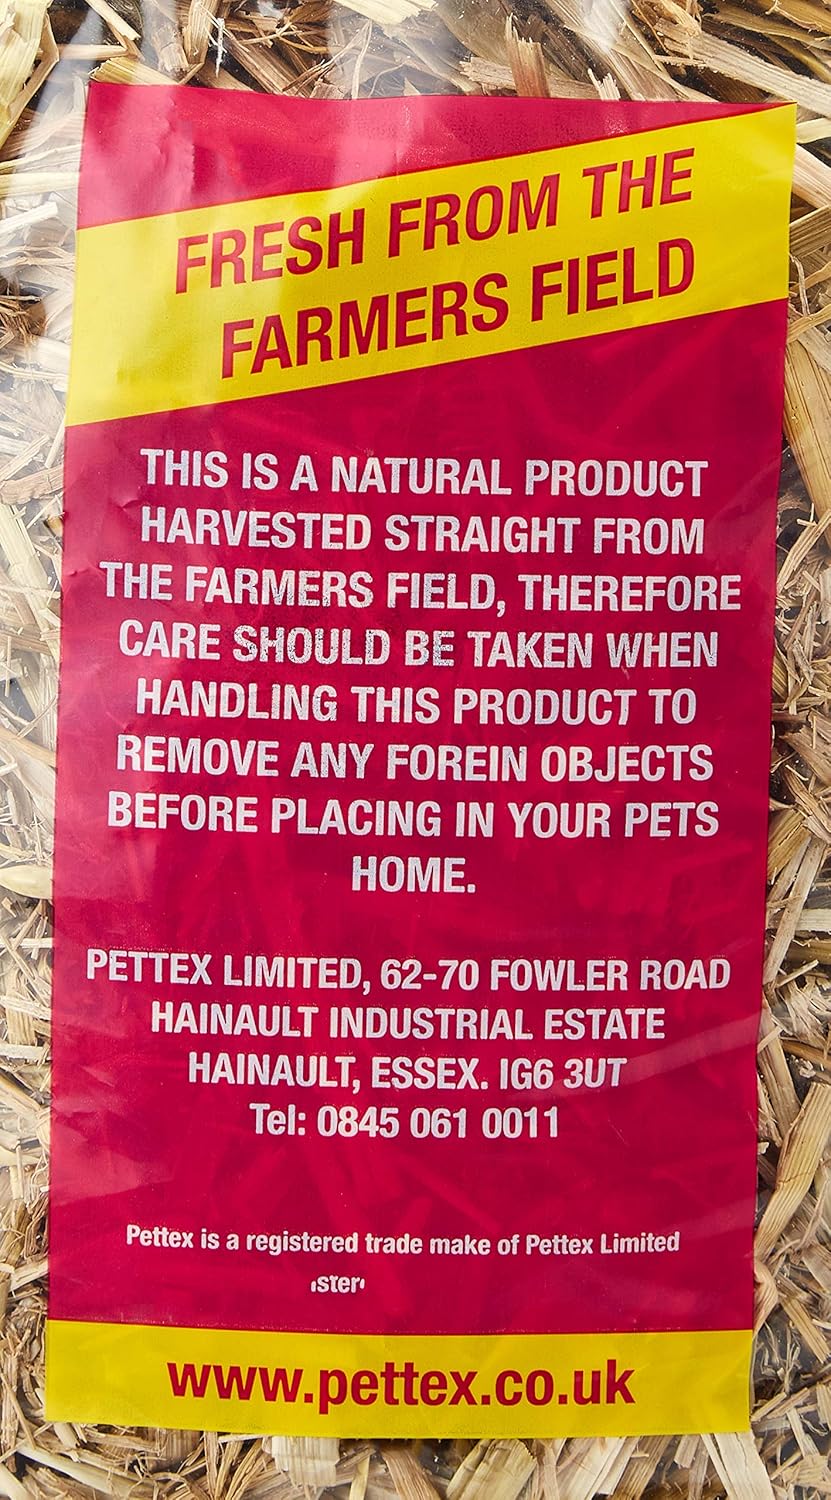 FRESH FROM THE
FARMERS FIELD
THIS IS A NATURAL PRODUCT
HARVESTED STRAIGHT FROM
THE FARMERS FIELD, THEREFORE
CARE SHOULD BE TAKEN WHEN
HANDLING THIS PRODUCT TO
REMOVE ANY FOREIN OBJECTS
BEFORE PLACING IN YOUR PETS
HOME.
PETTEX LIMITED, 62-70 FOWLER ROAD
HAINAULT INDUSTRIAL ESTATE
HAINAULT, ESSEX. IG6 3UT
Tel: 0845 061 0011
Pettex is a registered trade make of Pettex Limited
www.pettex.co.uk